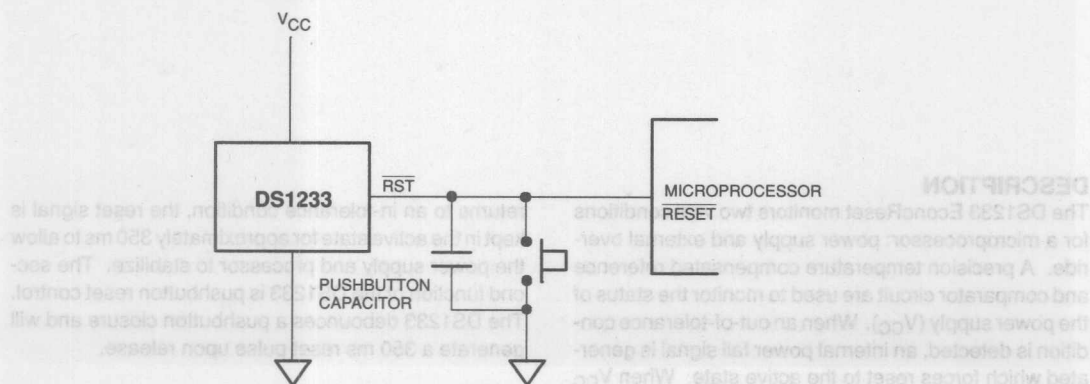 VCC
DS1233
RST
MICROPROCESSOR
RESET
PUSHBUTTON
CAPACITOR
DESCRIPTION
The DS1233 EconoReset monitors two conditions
for a microprocessor: power supply and external over-
ride. A precision temperature compensated reference
and comparator circuit are used to monitor the status of
the power supply (VCC). When an out-of-tolerance con-
dition is detected, an internal power fail signal is gener-
ated which forces reset to the active state. When VCC
returns to an in-tolerance condition, the reset signal is
kept in the active state for approximately 350 ms to allow
the power supply and processor to stabilize. The sec-
ond function DS1233 is pushbutton reset control.
The DS1233 debounces a pushbutton closure and will
generate a 350 ms reset pulse upon release.